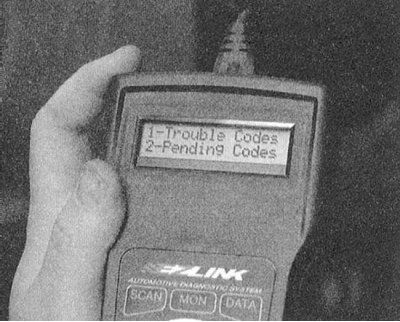 1-Trouble Codes
2-Pending Codes
LINK
AUTOMOTIVE DIAGNOSTIC SYSTEM
SCAN MON DATA